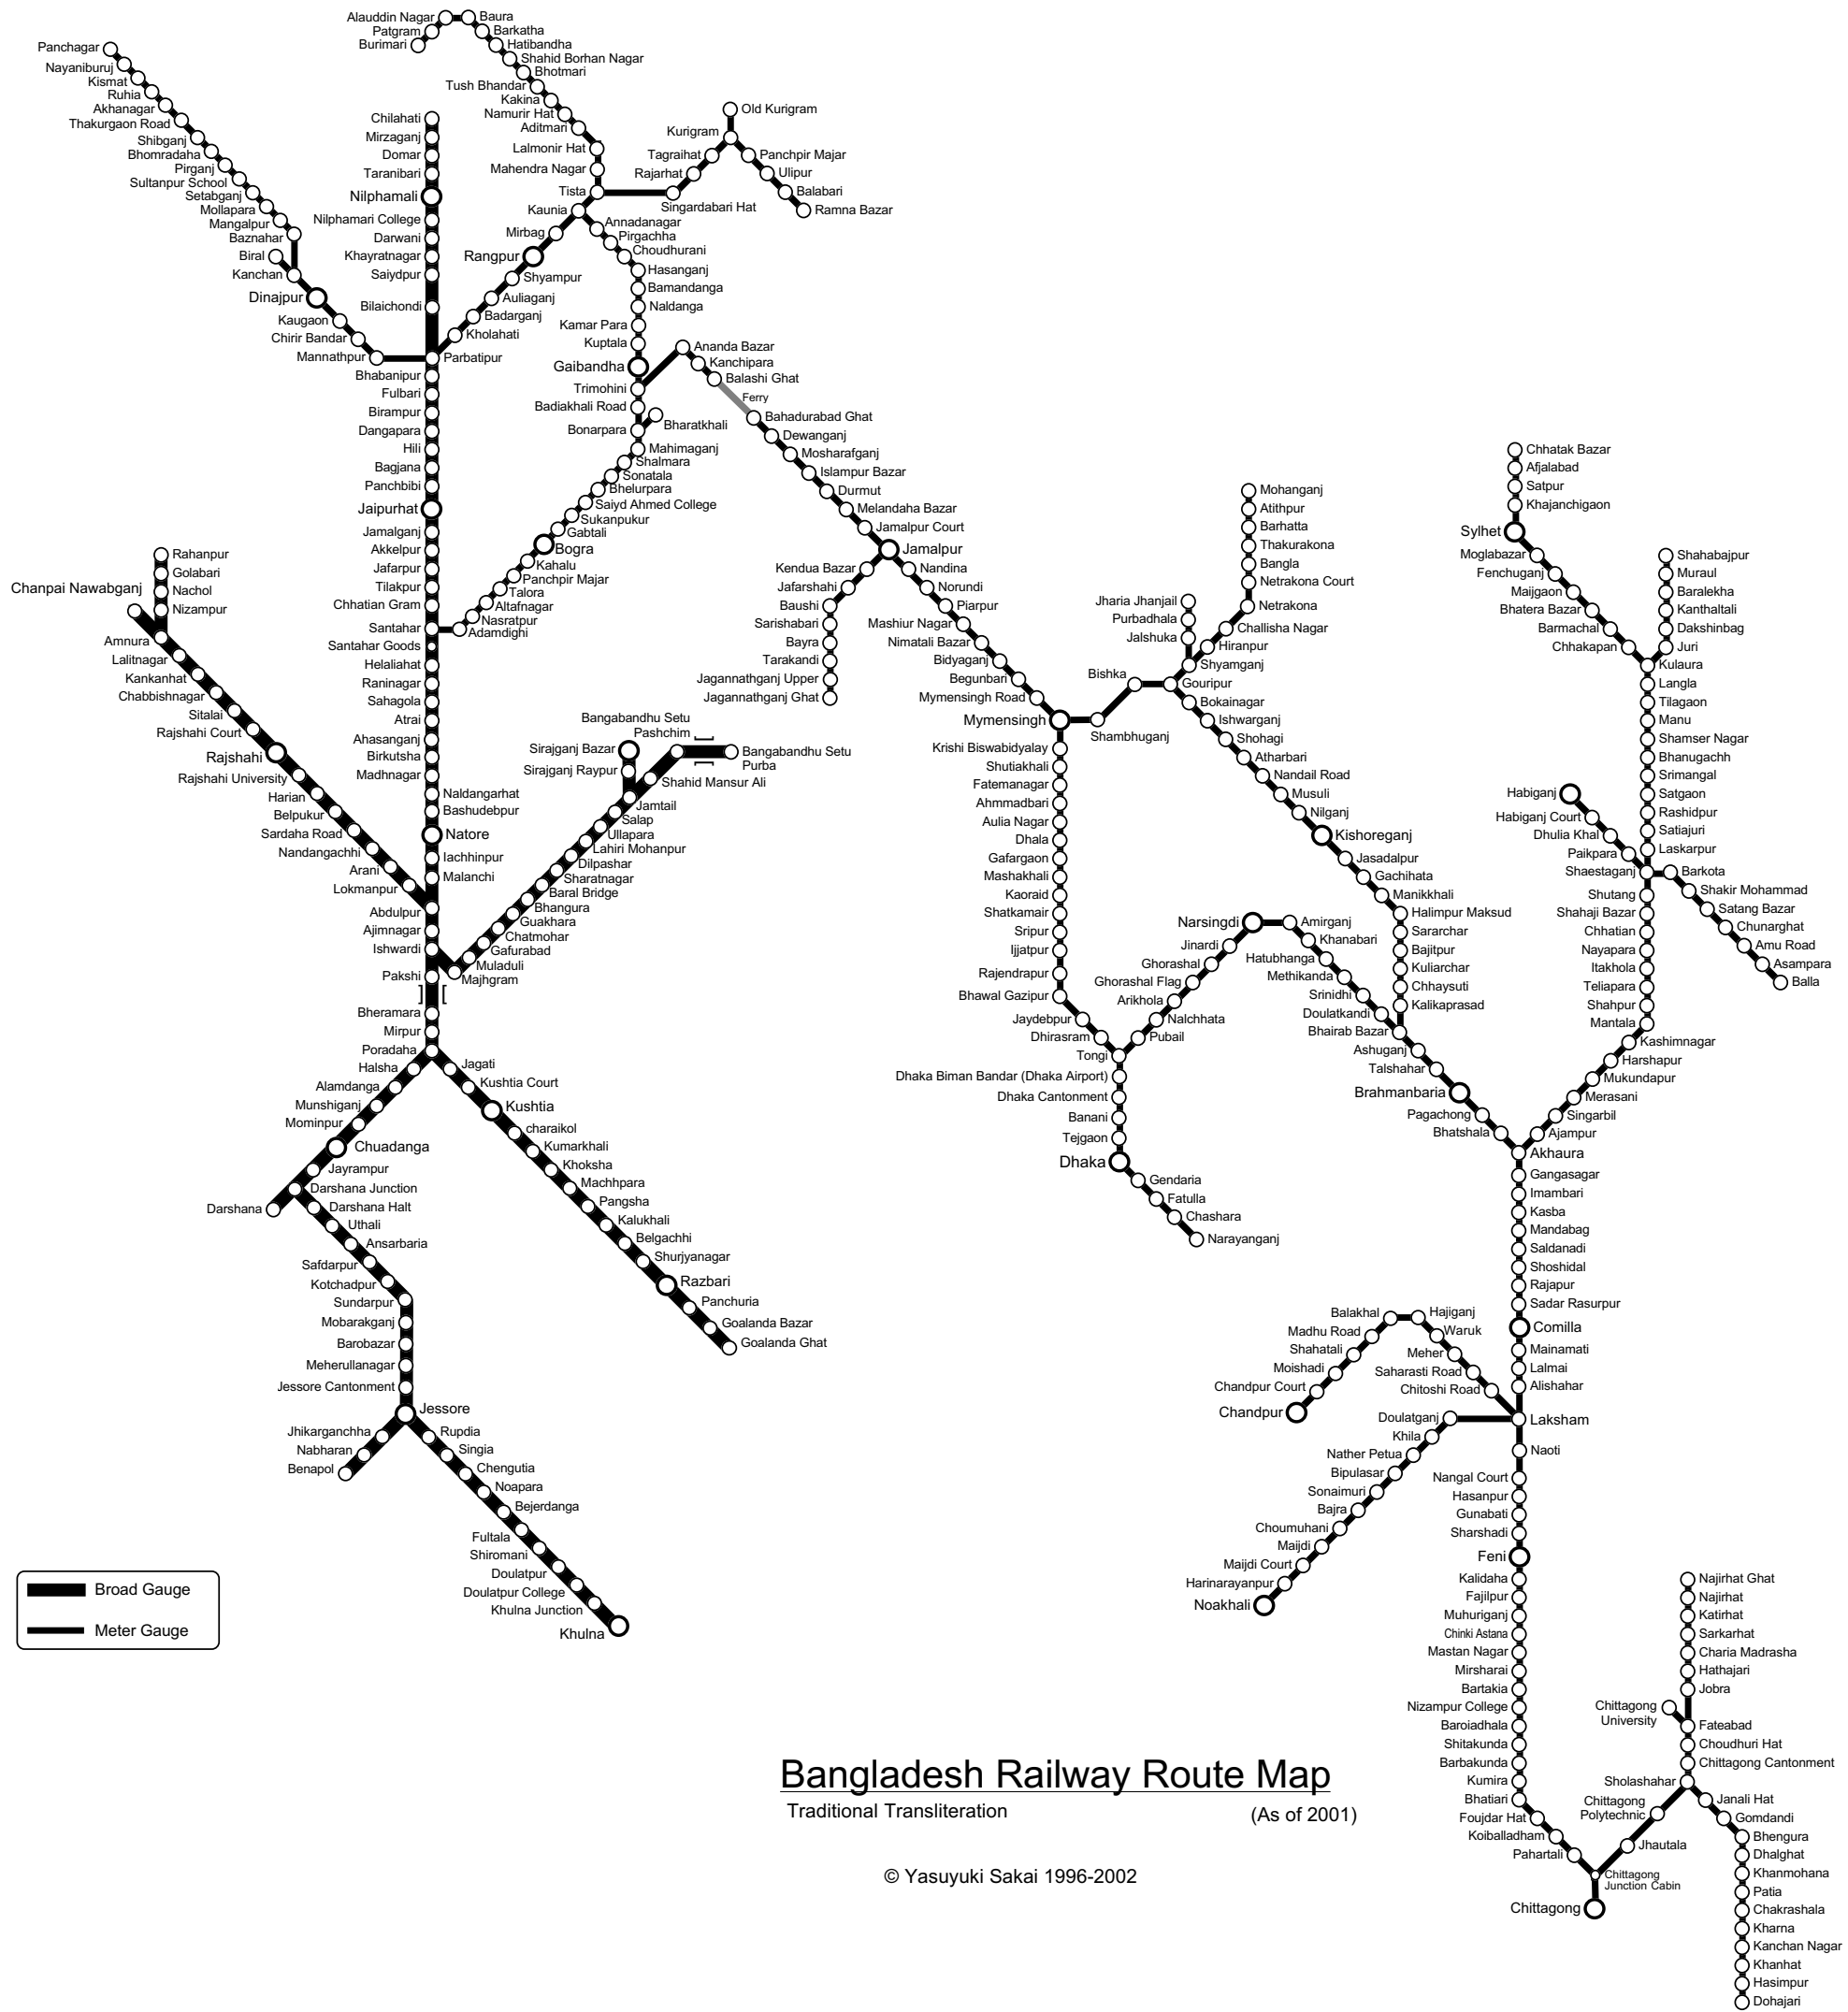 Panchagar
Nayaniburuj
Kismat
Ruhia
Akhanagar
Thakurgaon Road
Shibganj
Bhomradaha
Pirganj
Sultanpur School
Setabganj
Mollapara
Mangalpur
Baznahar
Biral
Kanchan
Dinajpur
Kaugaon
Chirir Bandar
Mannathpur
Alauddin Nagar
Patgram
Burimari
Baura
Barkatha
Hatibandha
Shahid Borhan Nagar
Bhotmari
Tush Bhandar
Kakina
Namurir Hat
Aditmari
Lalmonir Hat
Mahendra Nagar
Tista
Kaunia
Mirbag
Rangpur
Shyampur
Auliaganj
Badarganj
Kholahati
Parbatipur
Old Kurigram
Kurigram
Tagraihat
Rajarhat
Singardabari Hat
Panchpir Majar
Ulipur
Balabari
Ramna Bazar
Chilahati
Mirzaganj
Domar
Taranibari
Nilphamali
Nilphamari College
Darwani
Khayratnagar
Saiydpur
Bilaichondi
Bhabanipur
Fulbari
Birampur
Dangapara
Hili
Bagjana
Panchbibi
Jaipurhat
Jamalganj
Akkelpur
Jafarpur
Tilakpur
Chhatian Gram
Santahar
Santahar Goods
Helaliahat
Raninagar
Sahagola
Atrai
Ahasanganj
Birkutsha
Madhnagar
Naldangarhat
Bashudebpur
Natore
Iachhinpur
Malanchi
Abdulpur
Ajimnagar
Ishwardi
Pakshi
Bheramara
Mirpur
Poradaha
Annadanagar
Pirgachha
Choudhurani
Hasanganj
Bamandanga
Naldanga
Kamar Para
Kuptala
Gaibandha
Trimohini
Badiakhali Road
Bonarpara
Bharatkhali
Mahimaganj
Shalmara
Sonatala
Bhelurpara
Saiyd Ahmed College
Sukanpukur
Gabtali
Bogra
Kahalu
Panchpir Majar
Talora
Altafnagar
Nasratpur
Adamdighi
Ananda Bazar
Kanchipara
Balashi Ghat
Ferry
Bahadurabad Ghat
Dewanganj
Mosharafganj
Islampur Bazar
Durmut
Melandaha Bazar
Jamalpur Court
Jamalpur
Kendua Bazar
Jafarshahi
Baushi
Sarishabari
Bayra
Tarakandi
Jagannathganj Upper
Jagannathganj Ghat
Nandina
Norundi
Piarpur
Mashiur Nagar
Nimatali Bazar
Bidyaganj
Begunbari
Mymensingh Road
Mymensingh
Shambhuganj
Bishka
Gouripur
Shyamganj
Jalshuka
Purbadhala
Jharia Jhanjail
Hiranpur
Challisha Nagar
Netrakona
Netrakona Court
Bangla
Thakurakona
Barhatta
Atithpur
Mohanganj
Rahanpur
Golabari
Nachol
Nizampur
Chanpai Nawabganj
Amnura
Lalitnagar
Kankanhat
Chabbishnagar
Sitalai
Rajshahi Court
Rajshahi
Rajshahi University
Harian
Belpukur
Sardaha Road
Nandangachhi
Arani
Lokmanpur
Bangabandhu Setu
Pashchim
Bangabandhu Setu
Purba
Sirajganj Bazar
Sirajganj Raypur
Shahid Mansur Ali
Jamtail
Salap
Ullapara
Lahiri Mohanpur
Dilpashar
Sharatnagar
Baral Bridge
Bhangura
Guakhara
Chatmohar
Gafurabad
Muladuli
Majhgram
Krishi Biswabidyalay
Shutiakhali
Fatemanagar
Ahmmadbari
Aulia Nagar
Dhala
Gafargaon
Mashakhali
Kaoraid
Shatkamair
Sripur
Ijjatpur
Rajendrapur
Bhawal Gazipur
Jaydebpur
Dhirasram
Tongi
Dhaka Biman Bandar (Dhaka Airport)
Dhaka Cantonment
Banani
Tejgaon
Dhaka
Gendaria
Fatulla
Chashara
Narayanganj
Pubail
Nalchhata
Arikhola
Ghorashal Flag
Ghorashal
Jinardi
Narsingdi
Amirganj
Khanabari
Hatubhanga
Methikanda
Srinidhi
Doulatkandi
Bhairab Bazar
Ashuganj
Talshahar
Brahmanbaria
Pagachong
Bhatshala
Akhaura
Bokainagar
Ishwarganj
Shohagi
Atharbari
Nandail Road
Musuli
Nilganj
Kishoreganj
Jasadalpur
Gachihata
Manikkhali
Halimpur Maksud
Sararchar
Bajitpur
Kuliarchar
Chhaysuti
Kalikaprasad
Chhatak Bazar
Afjalabad
Satpur
Khajanchigaon
Sylhet
Moglabazar
Fenchuganj
Maijgaon
Bhatera Bazar
Barmachal
Chhakapan
Shahabajpur
Muraul
Baralekha
Kanthaltali
Dakshinbag
Juri
Kulaura
Langla
Tilagaon
Manu
Shamser Nagar
Bhanugachh
Srimangal
Satgaon
Rashidpur
Satiajuri
Laskarpur
Habiganj
Habiganj Court
Dhulia Khal
Paikpara
Shaestaganj
Barkota
Shakir Mohammad
Satang Bazar
Chunarghat
Amu Road
Asampara
Balla
Shutang
Shahaji Bazar
Chhatian
Nayapara
Itakhola
Teliapara
Shahpur
Mantala
Kashimnagar
Harshapur
Mukundapur
Merasani
Singarbil
Ajampur
Halsha
Alamdanga
Munshiganj
Mominpur
Chuadanga
Jayrampur
Darshana Junction
Darshana
Darshana Halt
Uthali
Ansarbaria
Safdarpur
Kotchadpur
Sundarpur
Mobarakganj
Barobazar
Meherullanagar
Jessore Cantonment
Jessore
Jhikarganchha
Nabharan
Benapol
Rupdia
Singia
Chengutia
Noapara
Bejerdanga
Fultala
Shiromani
Doulatpur
Doulatpur College
Khulna Junction
Khulna
Jagati
Kushtia Court
Kushtia
charaikol
Kumarkhali
Khoksha
Machhpara
Pangsha
Kalukhali
Belgachhi
Shurjyanagar
Razbari
Panchuria
Goalanda Bazar
Goalanda Ghat
Gangasagar
Imambari
Kasba
Mandabag
Saldanadi
Shoshidal
Rajapur
Sadar Rasurpur
Comilla
Mainamati
Lalmai
Alishahar
Laksham
Balakhal
Madhu Road
Shahatali
Moishadi
Chandpur Court
Chandpur
Hajiganj
Waruk
Meher
Saharasti Road
Chitoshi Road
Doulatganj
Khila
Nather Petua
Bipulasar
Sonaimuri
Bajra
Choumuhani
Maijdi
Maijdi Court
Harinarayanpur
Noakhali
Naoti
Nangal Court
Hasanpur
Gunabati
Sharshadi
Feni
Kalidaha
Fajilpur
Muhuriganj
Chinki Astana
Mastan Nagar
Mirsharai
Bartakia
Nizampur College
Baroiadhala
Shitakunda
Barbakunda
Kumira
Bhatiari
Foujdar Hat
Koiballadham
Pahartali
Chittagong
Junction Cabin
Chittagong
Jhautala
Chittagong
Polytechnic
Sholashahar
Najirhat Ghat
Najirhat
Katirhat
Sarkarhat
Charia Madrasha
Hathajari
Jobra
Chittagong
University
Fateabad
Choudhuri Hat
Chittagong Cantonment
Janali Hat
Gomdandi
Bhengura
Dhalghat
Khanmohana
Patia
Chakrashala
Kharna
Kanchan Nagar
Khanhat
Hasimpur
Dohajari
Broad Gauge
Meter Gauge
Bangladesh Railway Route Map
Traditional Transliteration
(As of 2001)
© Yasuyuki Sakai 1996-2002